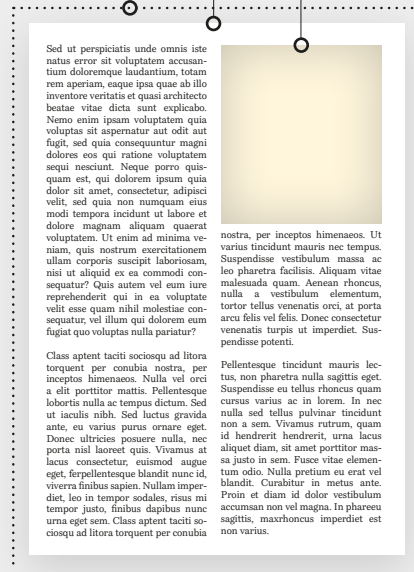 Sed ut perspiciatis unde omnis iste
natus error sit voluptatem accusan-
tium doloremque laudantium, totam
rem aperiam, eaque ipsa quae ab illo
inventore veritatis et quasi architecto
beatae vitae dicta sunt explicabo.
Nemo enim ipsam voluptatem quia
voluptas sit aspernatur aut odit aut
fugit, sed quia consequuntur magni
dolores eos qui ratione voluptatem
sequi nesciunt. Neque porro quis-
quam est, qui dolorem ipsum quia
dolor sit amet, consectetur, adipisci
velit, sed quia non numquam eius
modi tempora incidunt ut labore et
dolore magnam aliquam quaerat
voluptatem. Ut enim ad minima ve-
niam, quis nostrum exercitationem
ullam corporis suscipit laboriosam,
nisi ut aliquid ex ea commodi con-
sequatur? Quis autem vel eum iure
reprehenderit qui in ea voluptate
velit esse quam nihil molestiae con-
sequatur, vel illum qui dolorem eum
fugiat quo voluptas nulla pariatur?
Class aptent taciti sociosqu ad litora
torquent per conubia nostra, per
inceptos himenaeos. Nulla vel orci
a elit porttitor mattis. Pellentesque
lobortis nulla ac tempus dictum. Sed
ut iaculis nibh. Sed luctus gravida
ante, eu varius purus ornare eget.
Donec ultricies posuere nulla, nec
porta nisl laoreet quis. Vivamus at
lacus consectetur, euismod augue
eget, ferpellentesque blandit nunc id,
viverra finibus sapien. Nullam imper-
diet, leo in tempor sodales, risus mi
tempor justo, finibus dapibus nunc
urna eget sem. Class aptent taciti so-
ciosqu ad litora torquent per conubia
nostra, per inceptos himenaeos. Ut
varius tincidunt mauris nec tempus.
Suspendisse vestibulum massa ac
leo pharetra facilisis. Aliquam vitae
malesuada quam. Aenean rhoncus,
nulla a vestibulum elementum,
tortor tellus venenatis orci, at porta
arcu felis vel felis. Donec consectetur
venenatis turpis ut imperdiet. Sus-
pendisse potenti.
Pellentesque tincidunt mauris lec-
tus, non pharetra nulla sagittis eget.
Suspendisse eu tellus rhoncus quam
cursus varius ac in lorem. In nec
nulla sed tellus pulvinar tincidunt
non a sem. Vivamus rutrum, quam
id hendrerit hendrerit, urna lacus
aliquet diam, sit amet porttitor mas-
sa justo in sem. Fusce vitae elemen-
tum odio. Nulla pretium eu erat vel
blandit. Curabitur in metus ante.
Proin et diam id dolor vestibulum
accumsan non vel magna. In phareeu
sagittis, maxrhoncus imperdiet est
non varius.